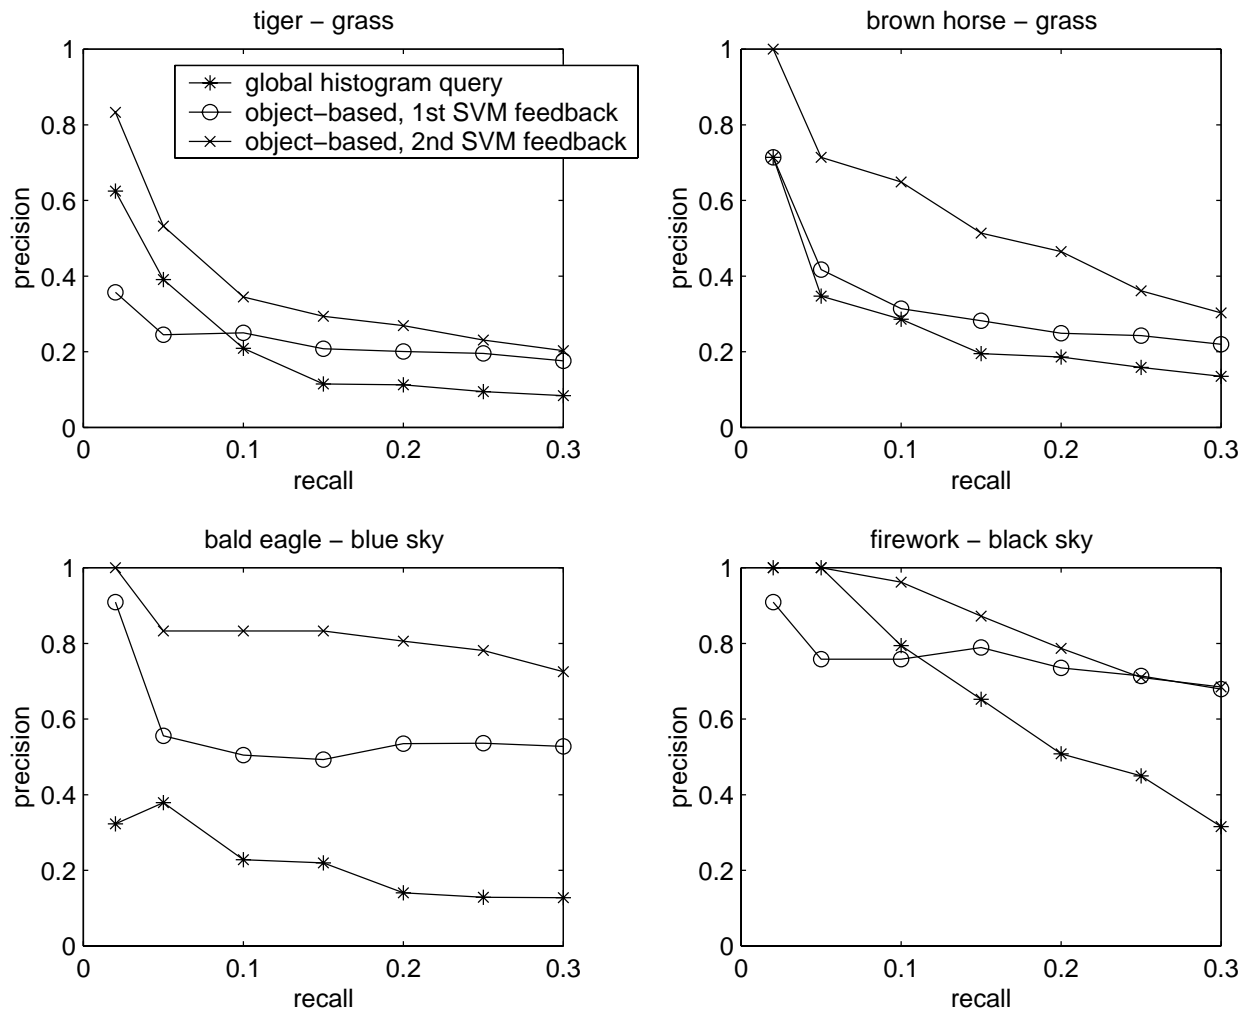 tiger − grass
1
0.8
0.6
0.4
0.2
0
precision
global histogram query
object−based, 1st SVM feedback
object−based, 2nd SVM feedback
0
0.1
0.2
0.3
recall
brown horse − grass
1
0.8
0.6
0.4
0.2
0
precision
0
0.1
0.2
0.3
recall
bald eagle − blue sky
1
0.8
0.6
0.4
0.2
0
precision
0
0.1
0.2
0.3
recall
firework − black sky
1
0.8
0.6
0.4
0.2
0
precision
0
0.1
0.2
0.3
recall